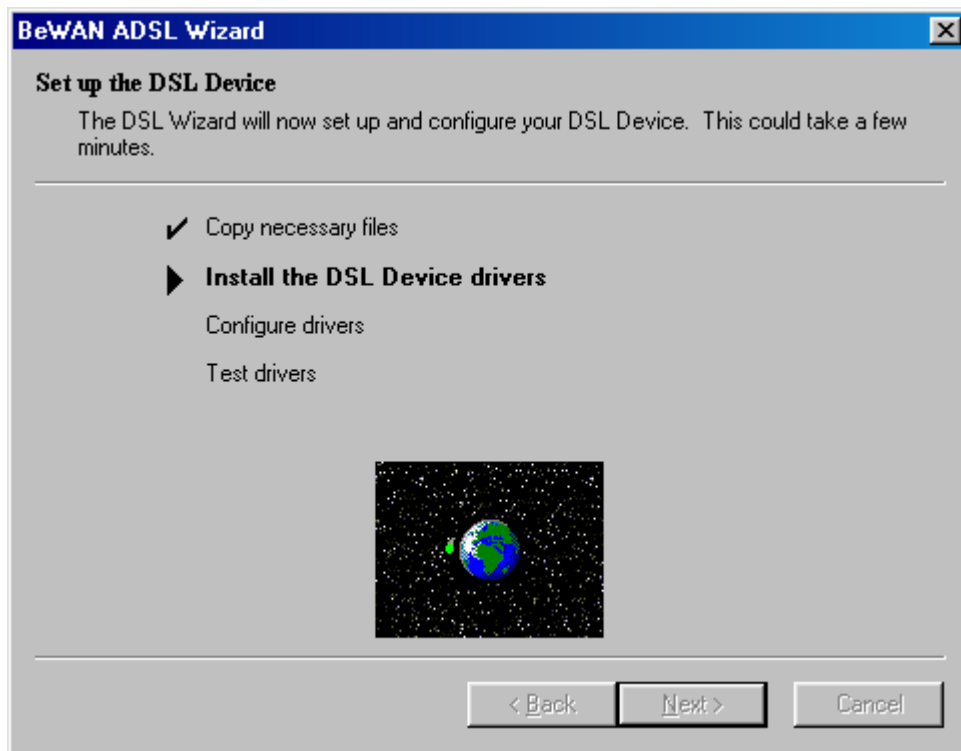 BeWAN ADSL Wizard
Set up the DSL Device
The DSL Wizard will now set up and configure your DSL Device.  This could take a few
minutes.
Copy necessary files
Install the DSL Device drivers
Configure drivers
Test drivers
< Back
Next >
Cancel